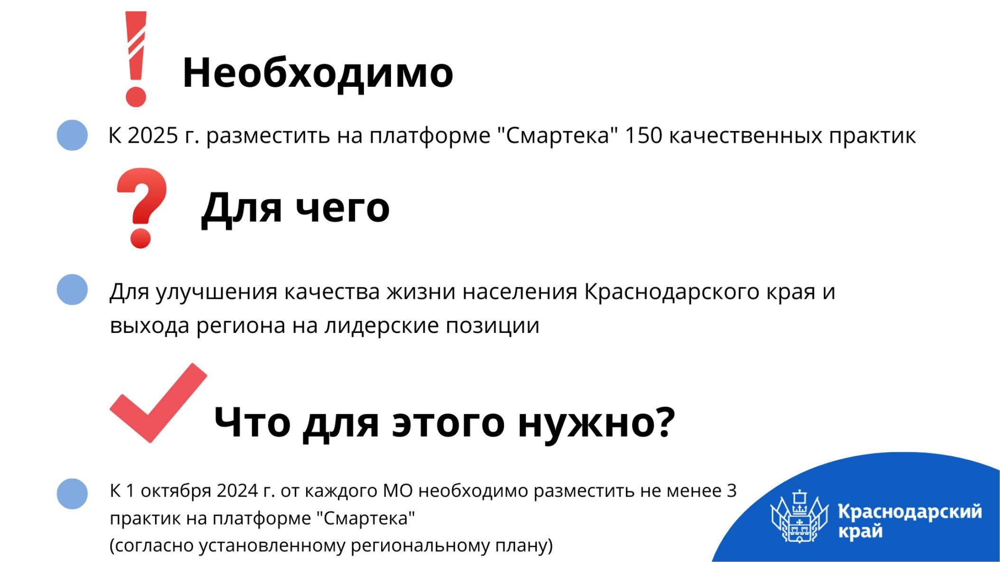 Необходимо
К 2025 г. разместить на платформе "Смартека" 150 качественных практик
Для чего
Для улучшения качества жизни населения Краснодарского края и
выхода региона на лидерские позиции
Что для этого нужно?
К 1 октября 2024 г. от каждого МО необходимо разместить не менее 3
практик на платформе "Смартека"
(согласно установленному региональному плану)
Краснодарский
край